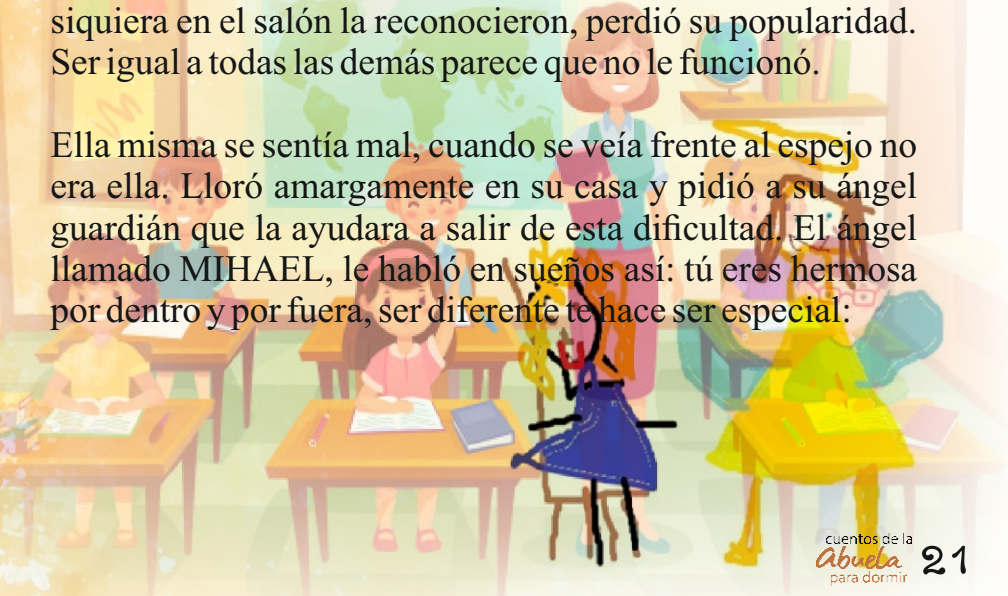 siquiera en el salón la reconocieron, perdió su popularidad.
Ser igual a todas las demás parece que no le funcionó.
Ella misma se sentía mal, cuando se veía frente al espejo no
era ella. Lloró amargamente en su casa y pidió a su ángel
guardián que la ayudara a salir de esta dificultad. El ángel
llamado MIHAEL, le habló en sueños así: tú eres hermosa
por dentro y por fuera, ser diferente te hace ser especial:
cuentos de la
Abuela
para dormir
21